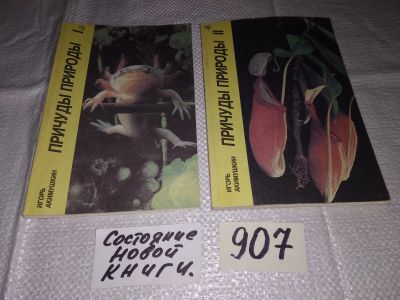 ИГОРЬ АКИМУШКИН
ПРИЧУДЫ ПРИРОДЫ I
ИГОРЬ АКИМУШКИН
ПРИЧУДЫ ПРИРОДЫ II
Состояние
новой
книги.
907